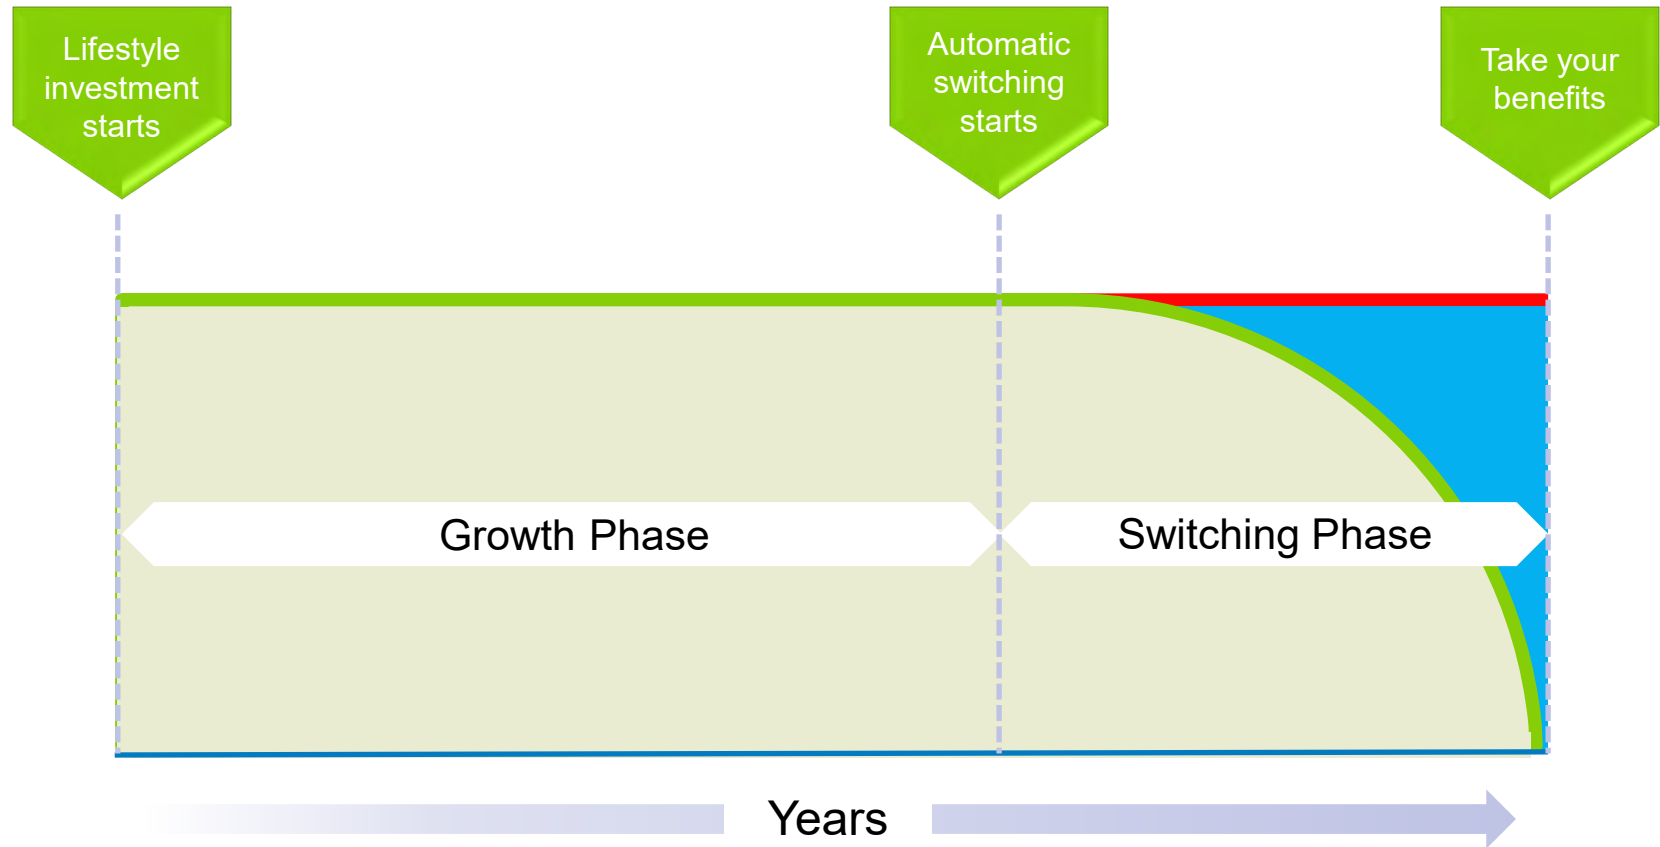 Lifestyle
investment
starts
Automatic
switching
starts
Take your
benefits
Growth Phase
Switching Phase
Years